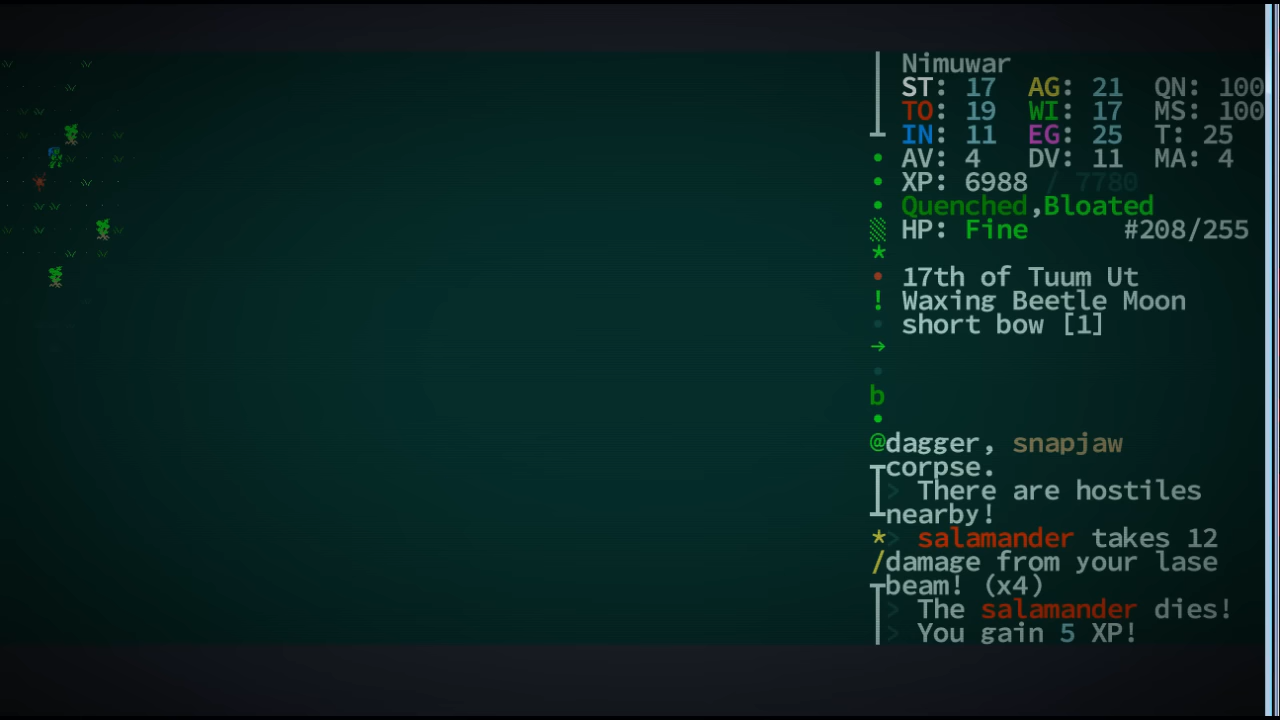 Nimuwar
ST: 17 AG: 21 QN: 100
TO: 19 WI: 17 MS: 100
IN: 11 EG: 25 T: 25
AV: 4 DV: 11 MA: 4
XP: 6988 / 7780
Quenched,Bloated
HP: Fine #208/255
*
17th of Tuum Ut
! Waxing Beetle Moon
short bow [1]
→
b
@dagger, snapjaw
corpse.
> There are hostiles
nearby!
*> salamander takes 12
/damage from your lase
beam! (x4)
> The salamander dies!
> You gain 5 XP!